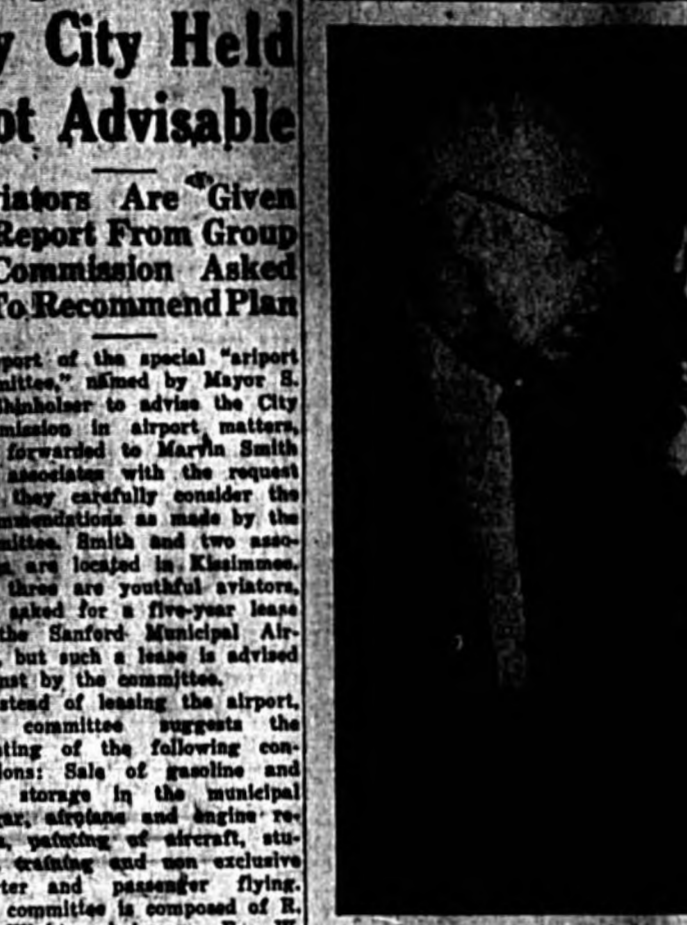 y City Held
ot Advisable
iators Are Given
Report From Group
Commission Asked
To Recommend Plan
port of the special "ariport
mittee," named by Mayor S.
Shinholser to advise the City
mission in airport matters,
forwarded to Marvin Smith
associates with the request
they carefully consider the
mmendations as made by the
mittee. Smith and two asso-
s are located in Kissimmee.
three are youthful aviators,
asked for a five-year lease
the Sanford Municipal Air-
, but such a lease is advised
nst by the committee.
stead of leasing the airport,
committee suggests the
ting of the following con-
ions: Sale of gasoline and
storage in the municipal
gar, airplane and engine re-
s, painting of aircraft, stu-
training and non exclusive
ter and passenger flying.
committee is composed of R.